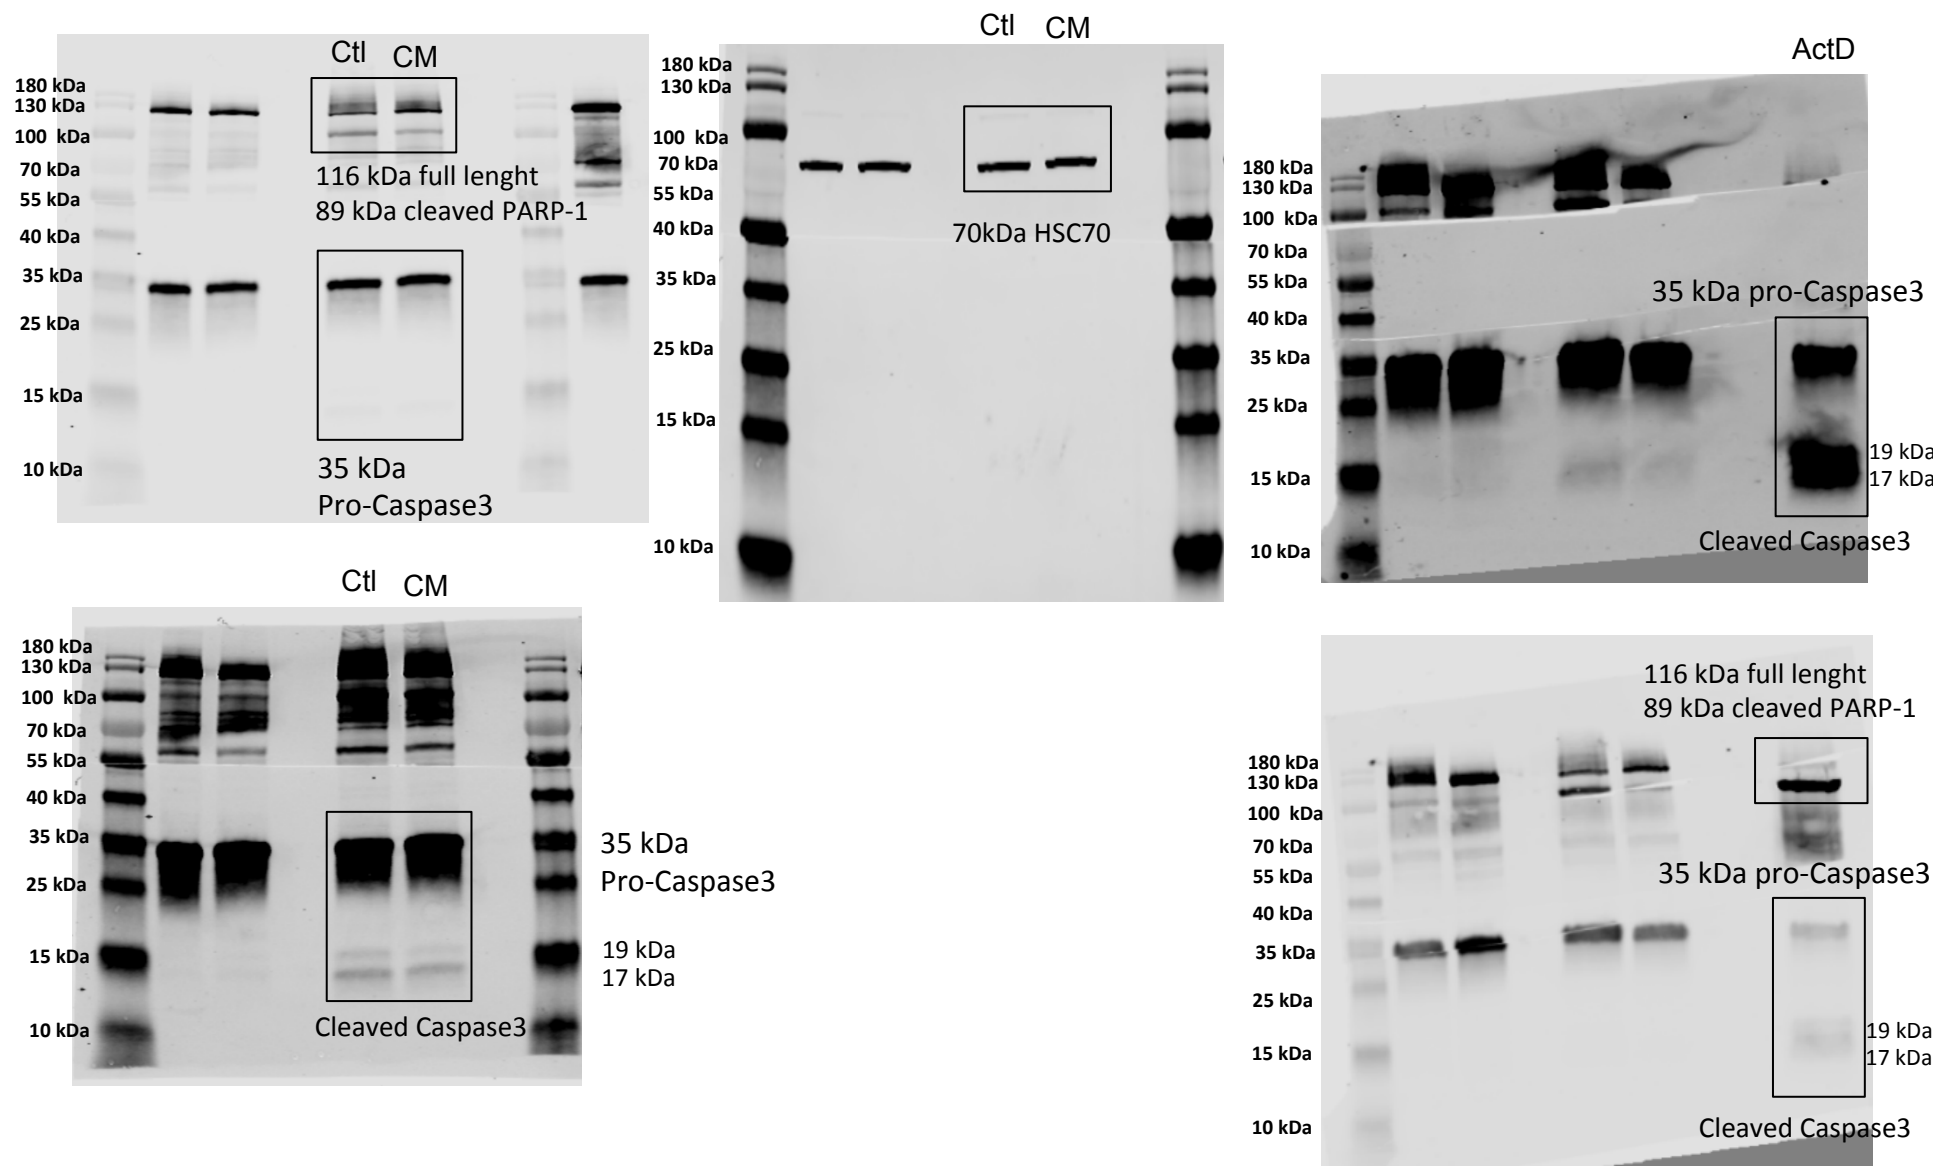 Ctl CM
180 kDa
130 kDa
100 kDa
70 kDa
55 kDa
40 kDa
35 kDa
25 kDa
15 kDa
10 kDa
116 kDa full lenght
89 kDa cleaved PARP-1
35 kDa
Pro-Caspase3
Ctl CM
180 kDa
130 kDa
100 kDa
70 kDa
55 kDa
40 kDa
35 kDa
25 kDa
15 kDa
10 kDa
70kDa HSC70
ActD
180 kDa
130 kDa
100 kDa
70 kDa
55 kDa
40 kDa
35 kDa
25 kDa
15 kDa
10 kDa
35 kDa pro-Caspase3
19 kDa
17 kDa
Cleaved Caspase3
Ctl CM
180 kDa
130 kDa
100 kDa
70 kDa
55 kDa
40 kDa
35 kDa
25 kDa
15 kDa
10 kDa
35 kDa
Pro-Caspase3
19 kDa
17 kDa
Cleaved Caspase3
116 kDa full lenght
89 kDa cleaved PARP-1
180 kDa
130 kDa
100 kDa
70 kDa
55 kDa
40 kDa
35 kDa
25 kDa
15 kDa
10 kDa
35 kDa pro-Caspase3
19 kDa
17 kDa
Cleaved Caspase3